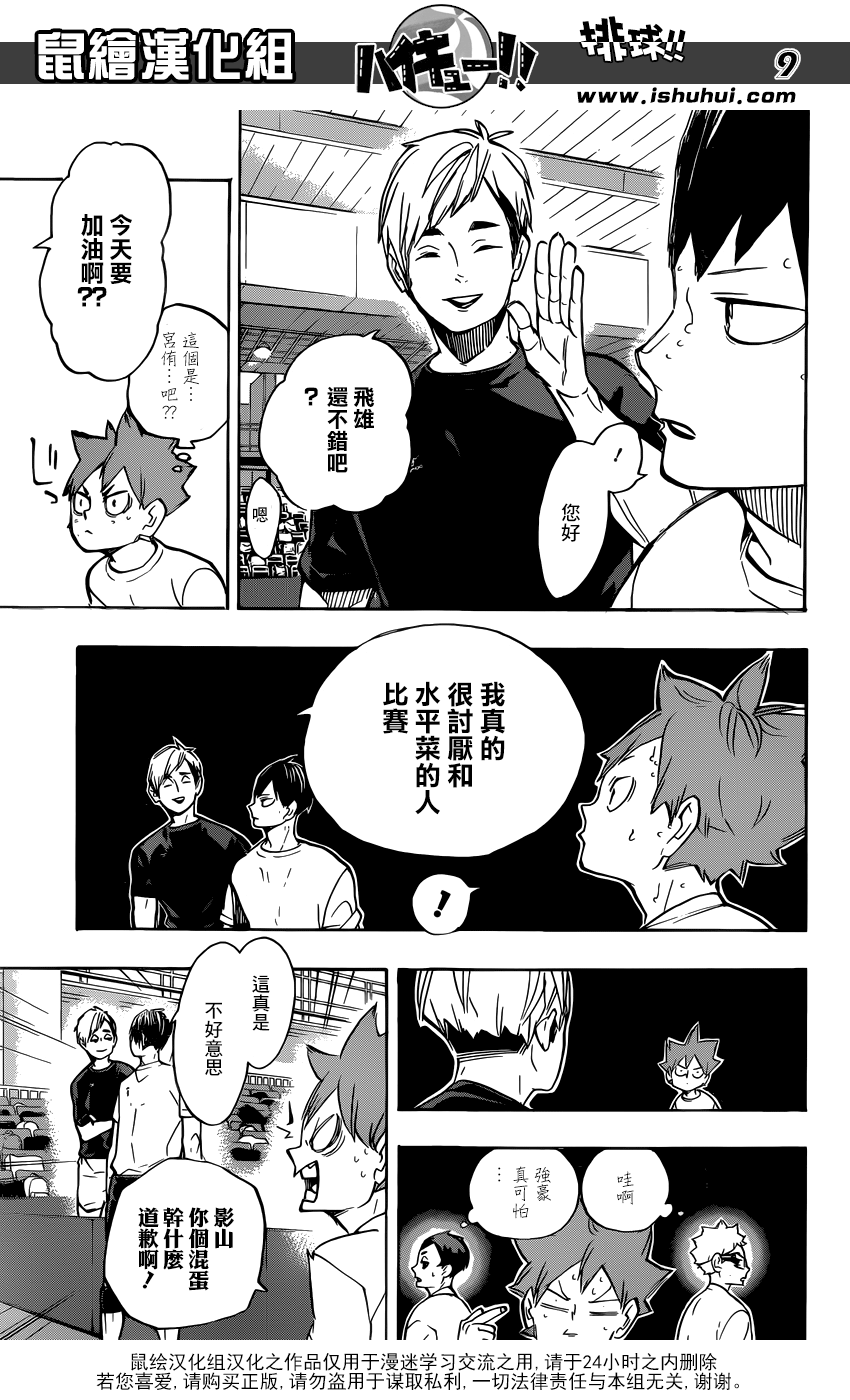 鼠繪漢化組
ハイキュー!!
排球!!
9
www.ishuhui.com
！
您好
飛雄
還不錯吧
？
嗯
今天要
加油啊??
這個是…
宮侑…吧??
じっ
我真的
很討厭和
水平菜的人
比賽
！
哇啊
強豪
真可怕
…
這真是
不好意思
影山
你個混蛋
幹什麼
道歉啊！
鼠绘汉化组汉化之作品仅用于漫迷学习交流之用,请于24小时之内删除
若您喜爱,请购买正版,请勿盗用于谋取私利,一切法律责任与本组无关,谢谢。